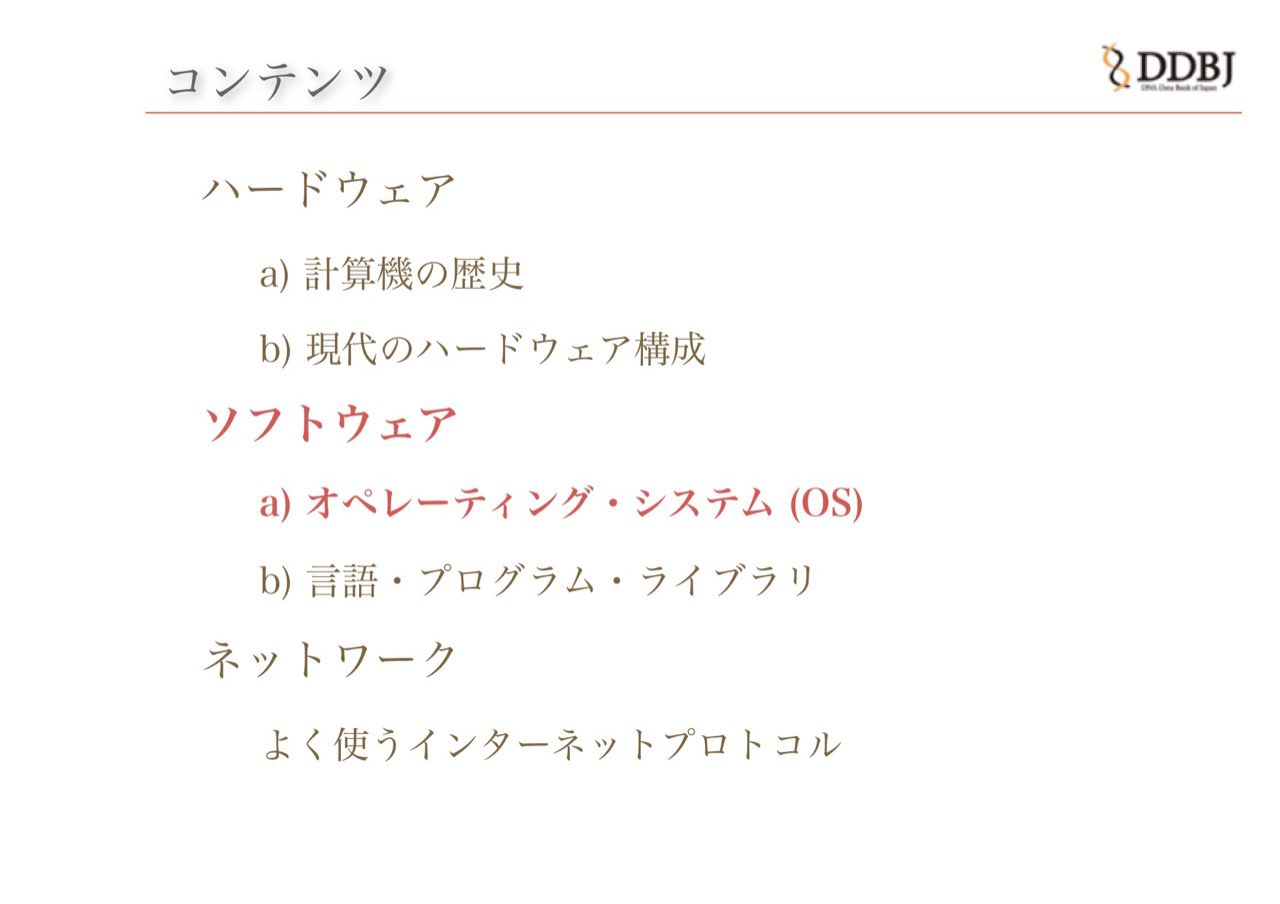 コンテンツ
DDBJ
DNA Data Bank of Japan
ハードウェア
a) 計算機の歴史
b) 現代のハードウェア構成
ソフトウェア
a) オペレーティング・システム (OS)
b) 言語・プログラム・ライブラリ
ネットワーク
よく使うインターネットプロトコル